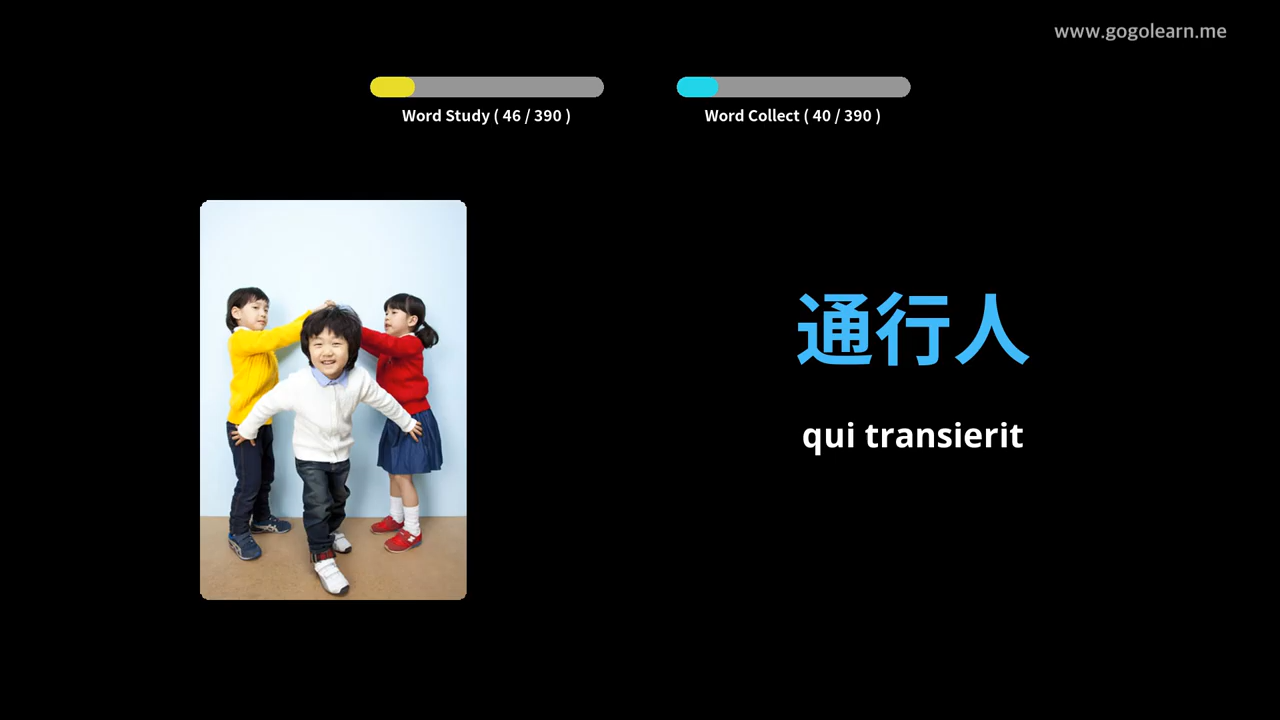 www.gogolearn.me
Word Study ( 46 / 390 )
Word Collect ( 40 / 390 )
通行人
qui transierit